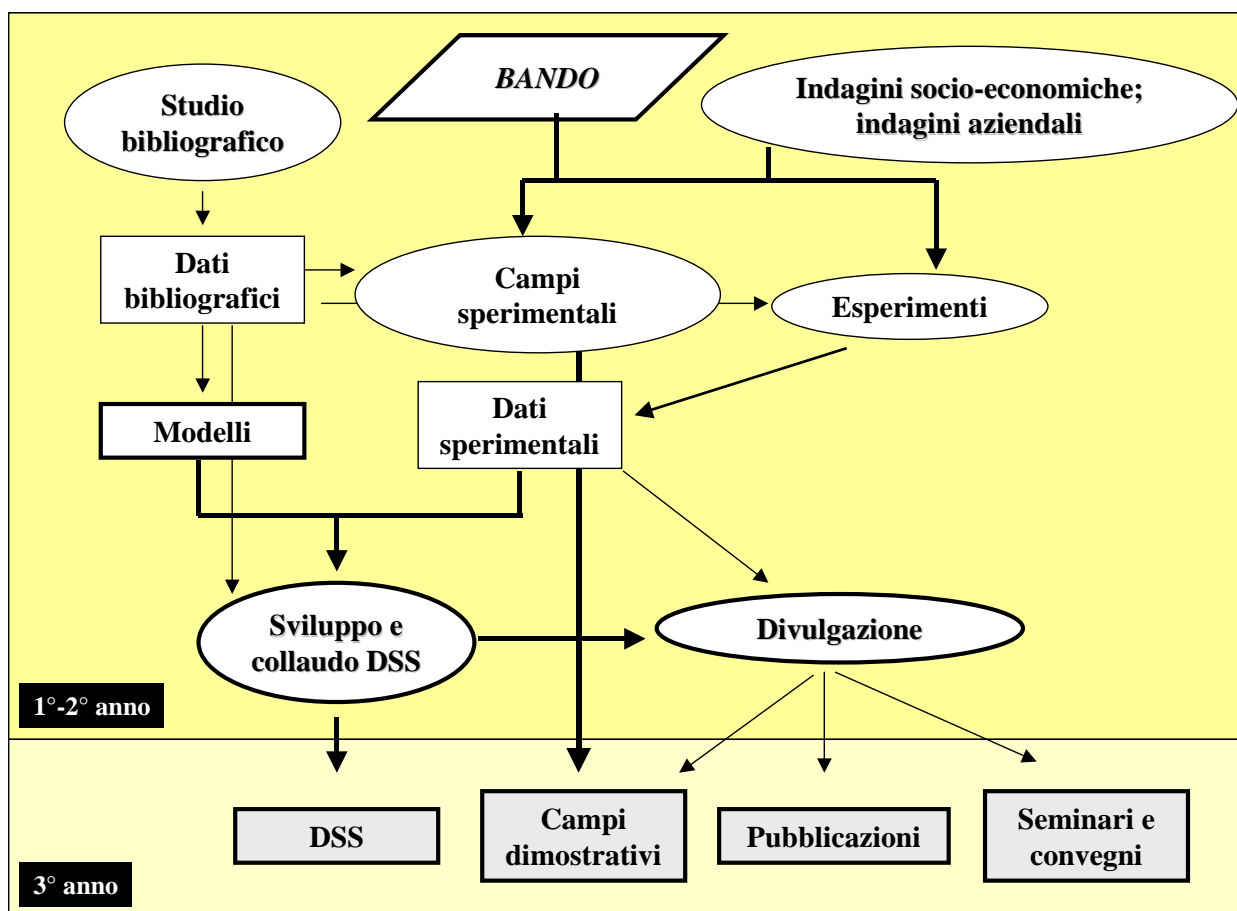 BANDO
Studio
bibliografico
Indagini socio-economiche;
indagini aziendali
Dati
bibliografici
Campi
sperimentali
Esperimenti
Modelli
Dati
sperimentali
Sviluppo e
collaudo DSS
Divulgazione
1°-2° anno
DSS
Campi
dimostrativi
Pubblicazioni
Seminari e
convegni
3° anno